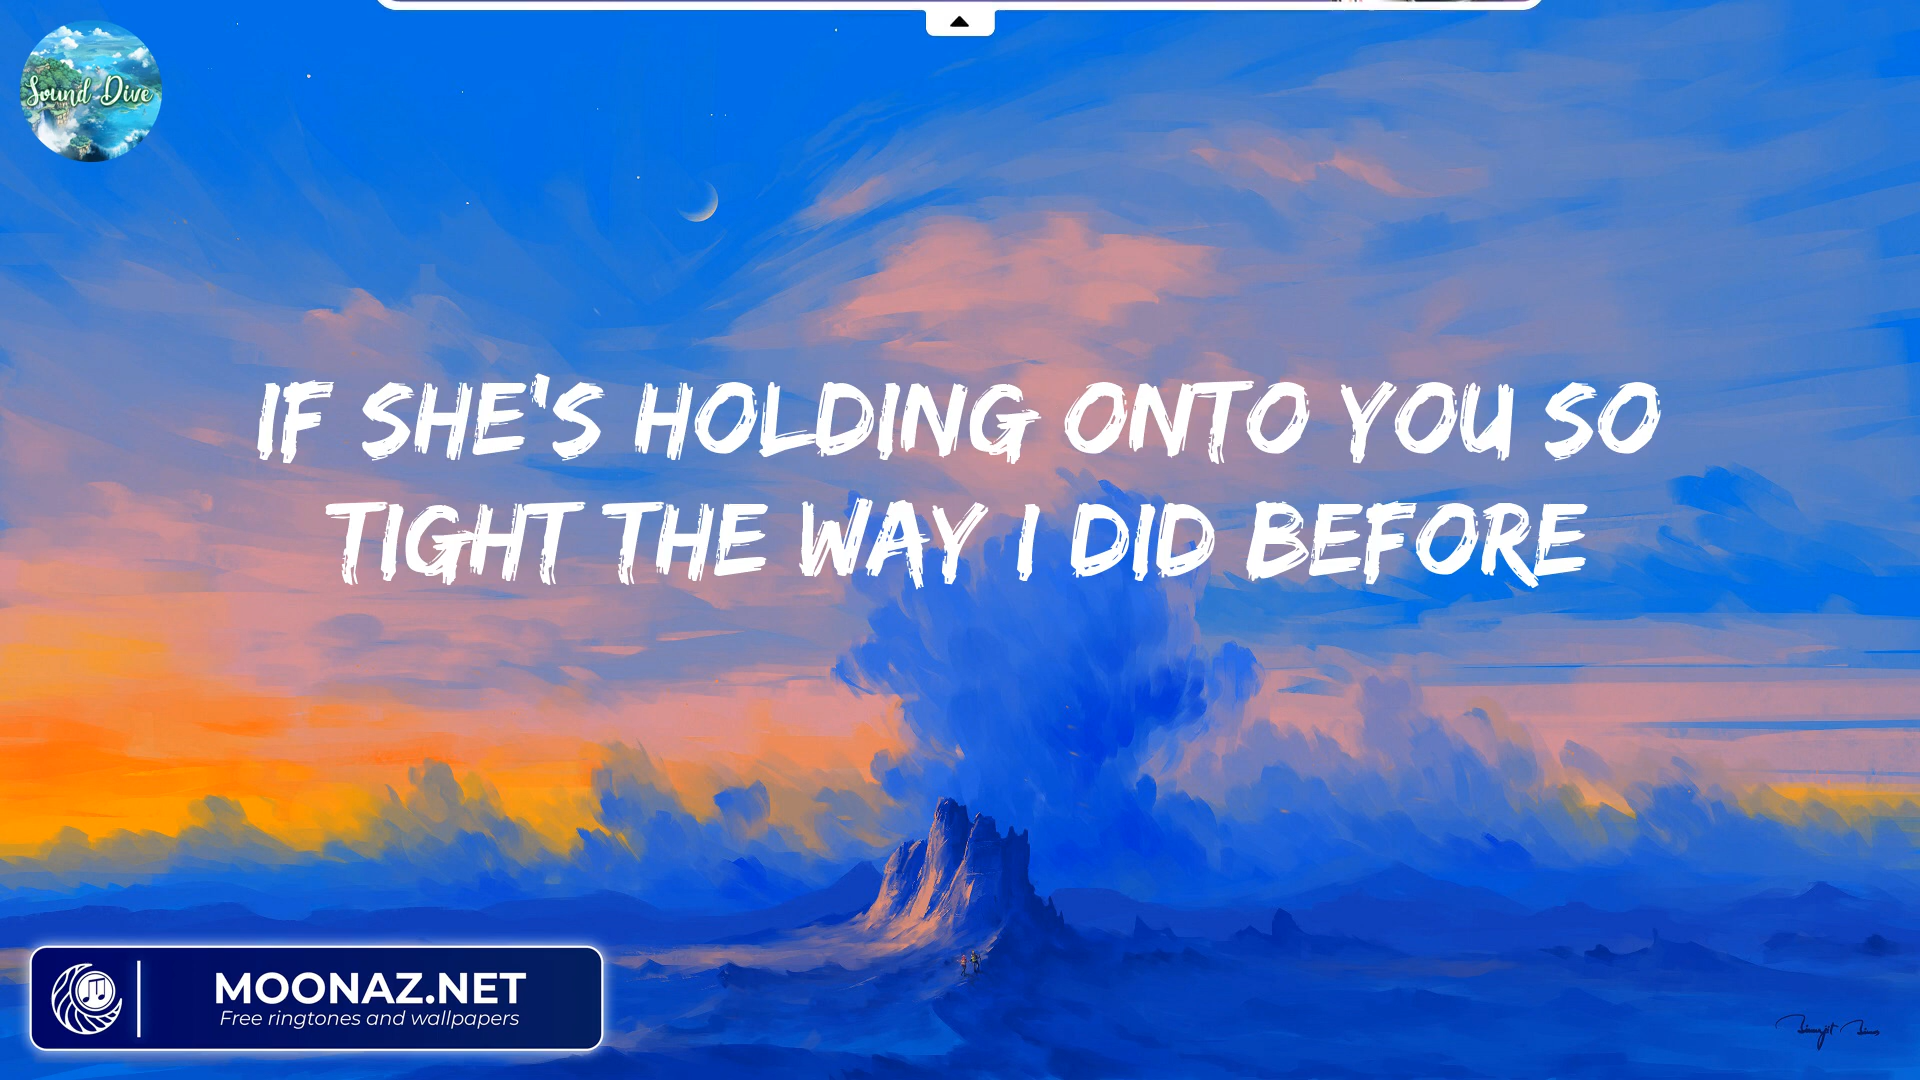 Sound Dive
IF SHE'S HOLDING ONTO YOU SO
TIGHT THE WAY I DID BEFORE
MOONAZ.NET
Free ringtones and wallpapers